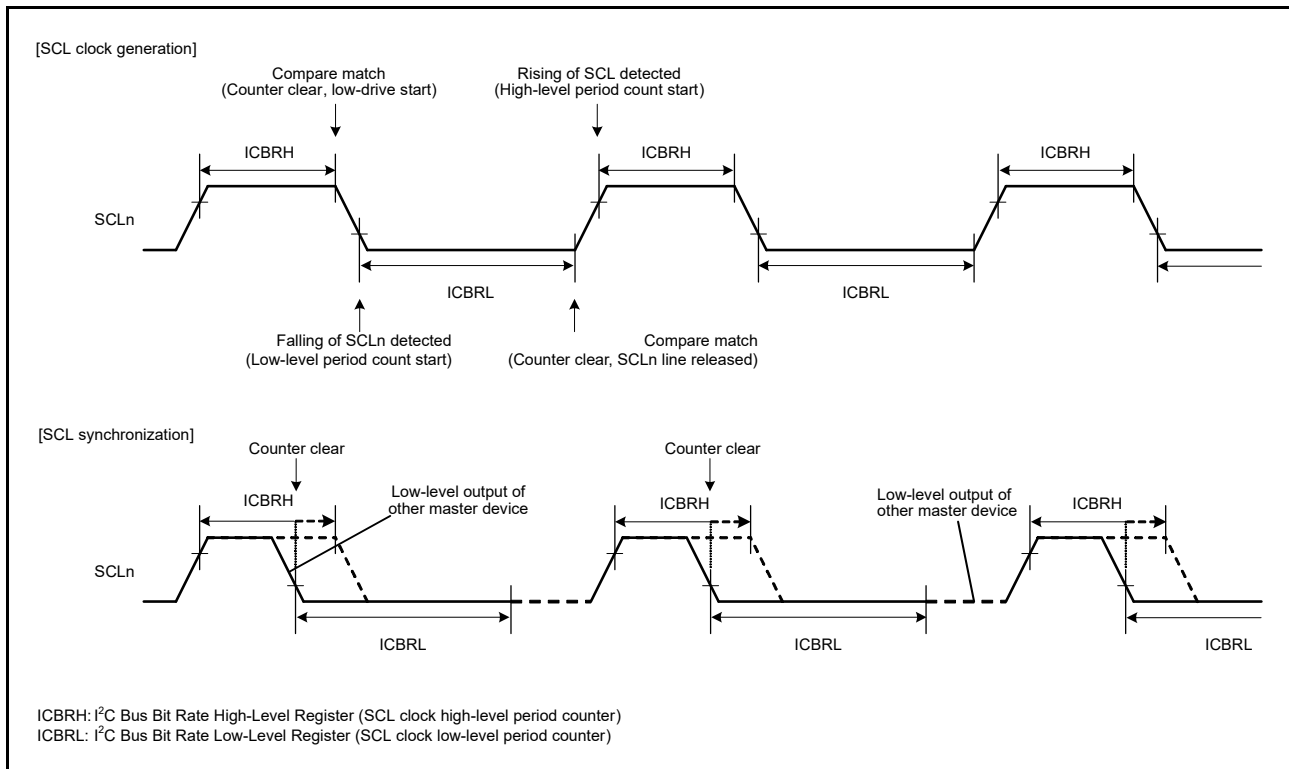 [SCL clock generation]
Compare match
(Counter clear, low-drive start)
Rising of SCL detected
(High-level period count start)
ICBRH
ICBRH
ICBRH
SCLn
ICBRL
ICBRL
Falling of SCLn detected
(Low-level period count start)
Compare match
(Counter clear, SCLn line released)
[SCL synchronization]
Counter clear
Counter clear
ICBRH
Low-level output of
other master device
ICBRH
Low-level output of
other master device
ICBRH
SCLn
ICBRL
ICBRL
ICBRL
ICBRH: I²C Bus Bit Rate High-Level Register (SCL clock high-level period counter)
ICBRL: I²C Bus Bit Rate Low-Level Register (SCL clock low-level period counter)